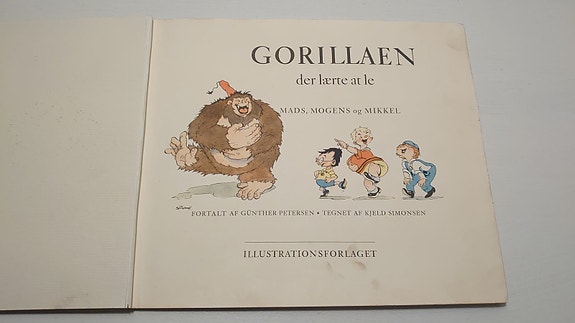 GORILLAEN
der lærte at le
MADS, MOGENS og MIKKEL
FORTALT AF GÜNTHER PETERSEN • TEGNET AF KJELD SIMONSEN
ILLUSTRATIONSFORLAGET